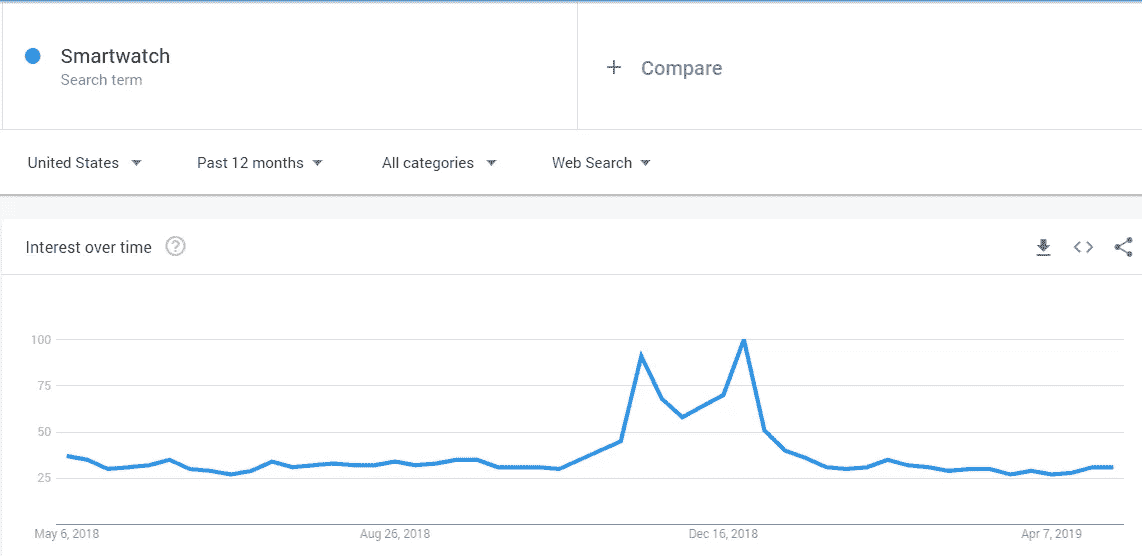 Smartwatch
Search term
+ Compare
United States
Past 12 months
All categories
Web Search
Interest over time ?
100
75
50
25
May 6, 2018
Aug 26, 2018
Dec 16, 2018
Apr 7, 2019